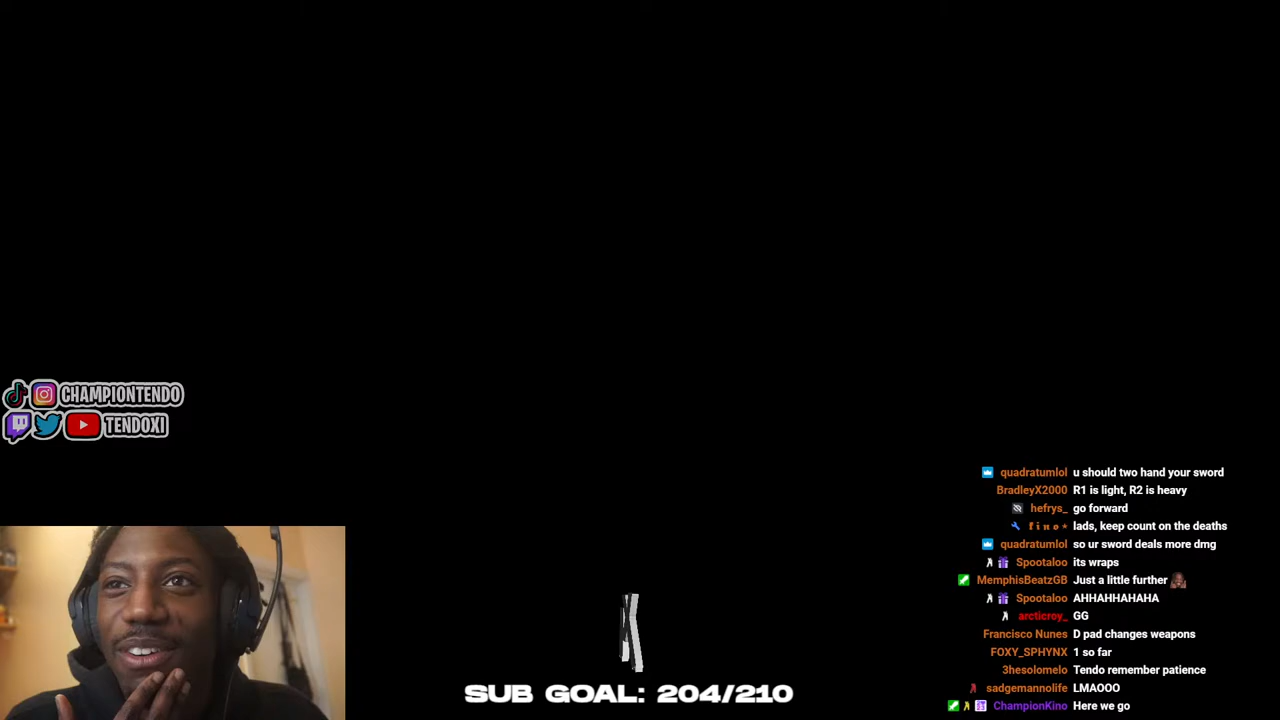 CHAMPIONTENDO
TENDOXI
quadratumlol u should two hand your sword
BradleyX2000 R1 is light, R2 is heavy
hefrys_ go forward
𝖋 𝖎 𝖓 𝖔 ⋆ lads, keep count on the deaths
quadratumlol so ur sword deals more dmg
Spootaloo its wraps
MemphisBeatzGB Just a little further
Spootaloo AHHAHHAHAHA
arcticroy_ GG
Francisco Nunes D pad changes weapons
FOXY_SPHYNX 1 so far
3hesolomelo Tendo remember patience
sadgemannolife LMAOOO
ChampionKino Here we go
SUB GOAL: 204/210